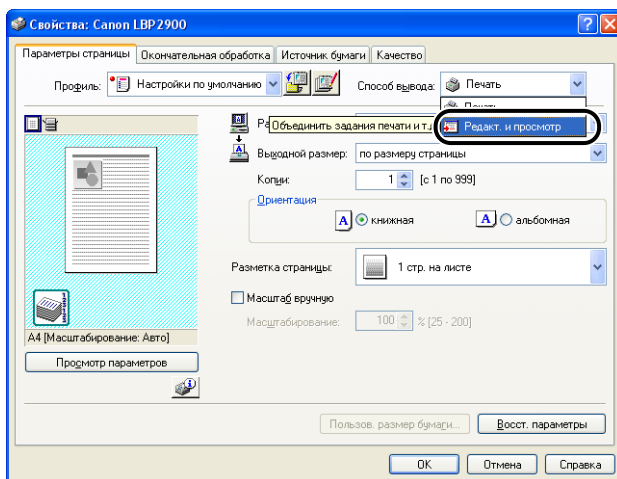 Свойства: Canon LBP2900
Параметры страницы Окончательная обработка Источник бумаги Качество
Профиль: Настройки по умолчанию Способ вывода: Печать
Объединить задания печати и т.д Редакт. и просмотр
Выходной размер: по размеру страницы
Копии: 1 [с 1 по 999]
Ориентация
A книжная A альбомная
Разметка страницы: 1 стр. на листе
Масштаб вручную
Масштабирование: 100 % [25 - 200]
A4 [Масштабирование: Авто]
Просмотр параметров
Пользов. размер бумаги... Восст. параметры
OK Отмена Справка